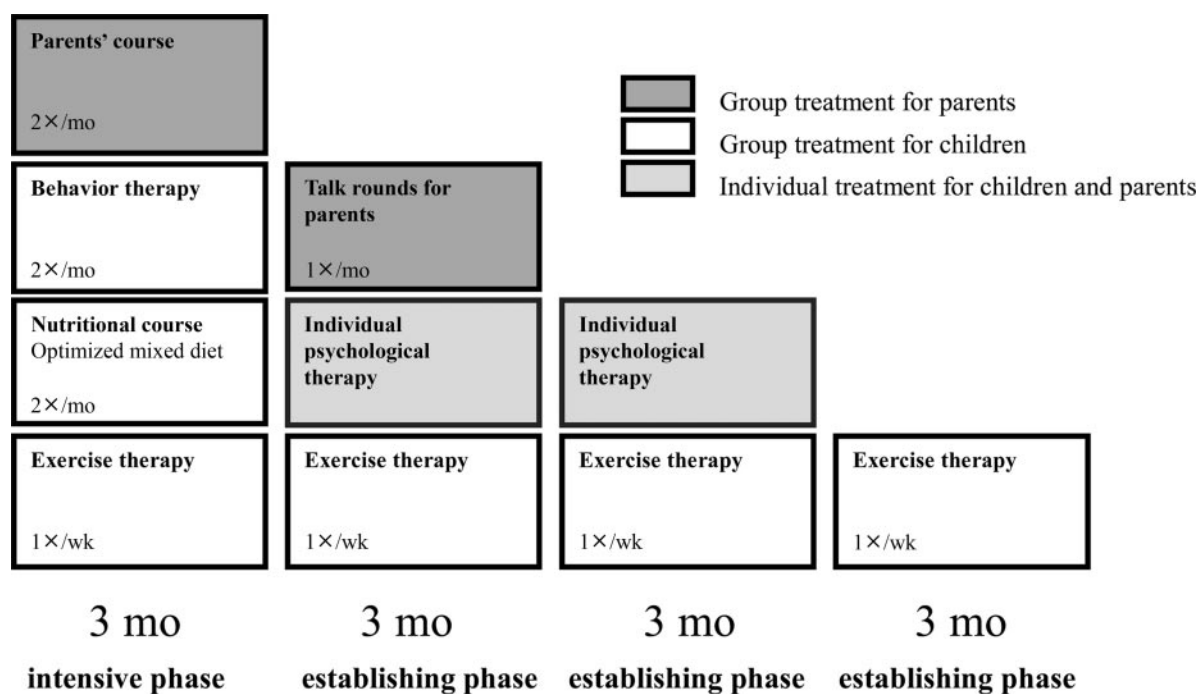 Parents’ course
2×/mo
Group treatment for parents
Group treatment for children
Individual treatment for children and parents
Behavior therapy
2×/mo
Talk rounds for
parents
1×/mo
Nutritional course
Optimized mixed diet
2×/mo
Individual
psychological
therapy
Individual
psychological
therapy
Exercise therapy
1×/wk
Exercise therapy
1×/wk
Exercise therapy
1×/wk
Exercise therapy
1×/wk
3 mo
intensive phase
3 mo
establishing phase
3 mo
establishing phase
3 mo
establishing phase